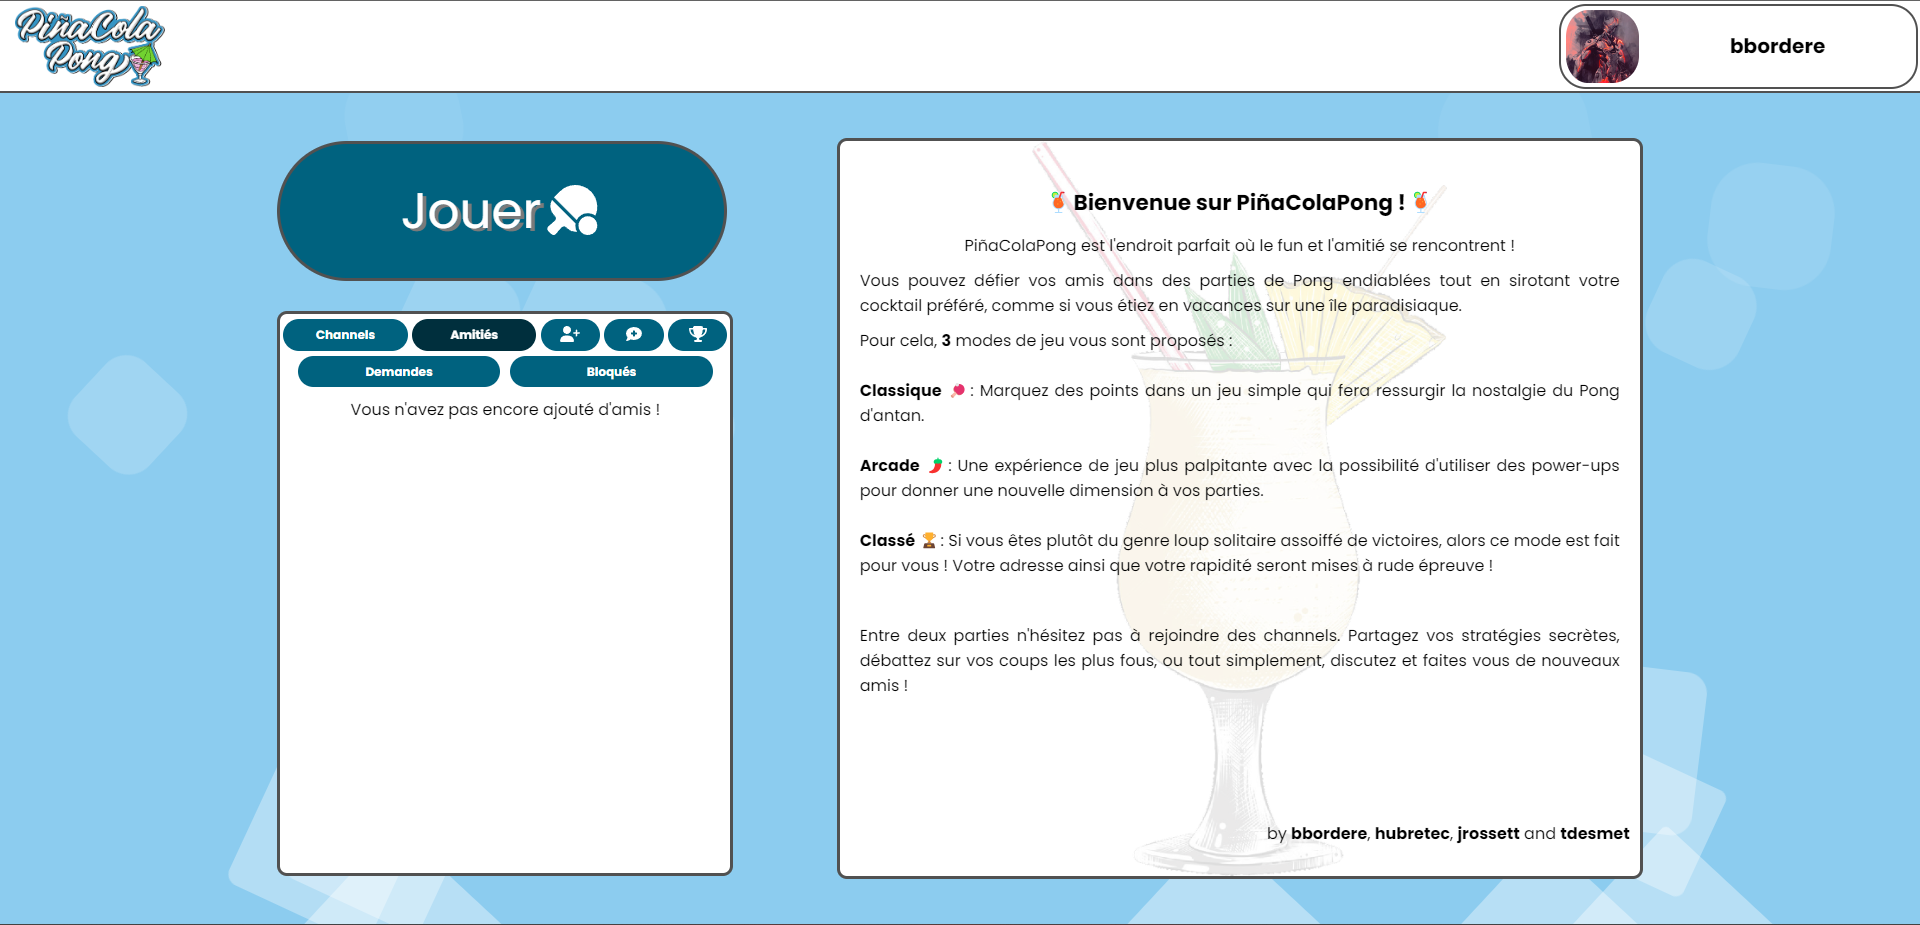 PiñaCola
Pong
bbordere
Jouer
Channels
Amitiés
Demandes
Bloqués
Vous n'avez pas encore ajouté d'amis !
Bienvenue sur PiñaColaPong !
PiñaColaPong est l'endroit parfait où le fun et l'amitié se rencontrent !
Vous pouvez défier vos amis dans des parties de Pong endiablées tout en sirotant votre
cocktail préféré, comme si vous étiez en vacances sur une île paradisiaque.
Pour cela, 3 modes de jeu vous sont proposés :
Classique : Marquez des points dans un jeu simple qui fera ressurgir la nostalgie du Pong
d'antan.
Arcade : Une expérience de jeu plus palpitante avec la possibilité d'utiliser des power-ups
pour donner une nouvelle dimension à vos parties.
Classé : Si vous êtes plutôt du genre loup solitaire assoiffé de victoires, alors ce mode est fait
pour vous ! Votre adresse ainsi que votre rapidité seront mises à rude épreuve !
Entre deux parties n'hésitez pas à rejoindre des channels. Partagez vos stratégies secrètes,
débattez sur vos coups les plus fous, ou tout simplement, discutez et faites vous de nouveaux
amis !
by bbordere, hubretec, jrossett and tdesmet